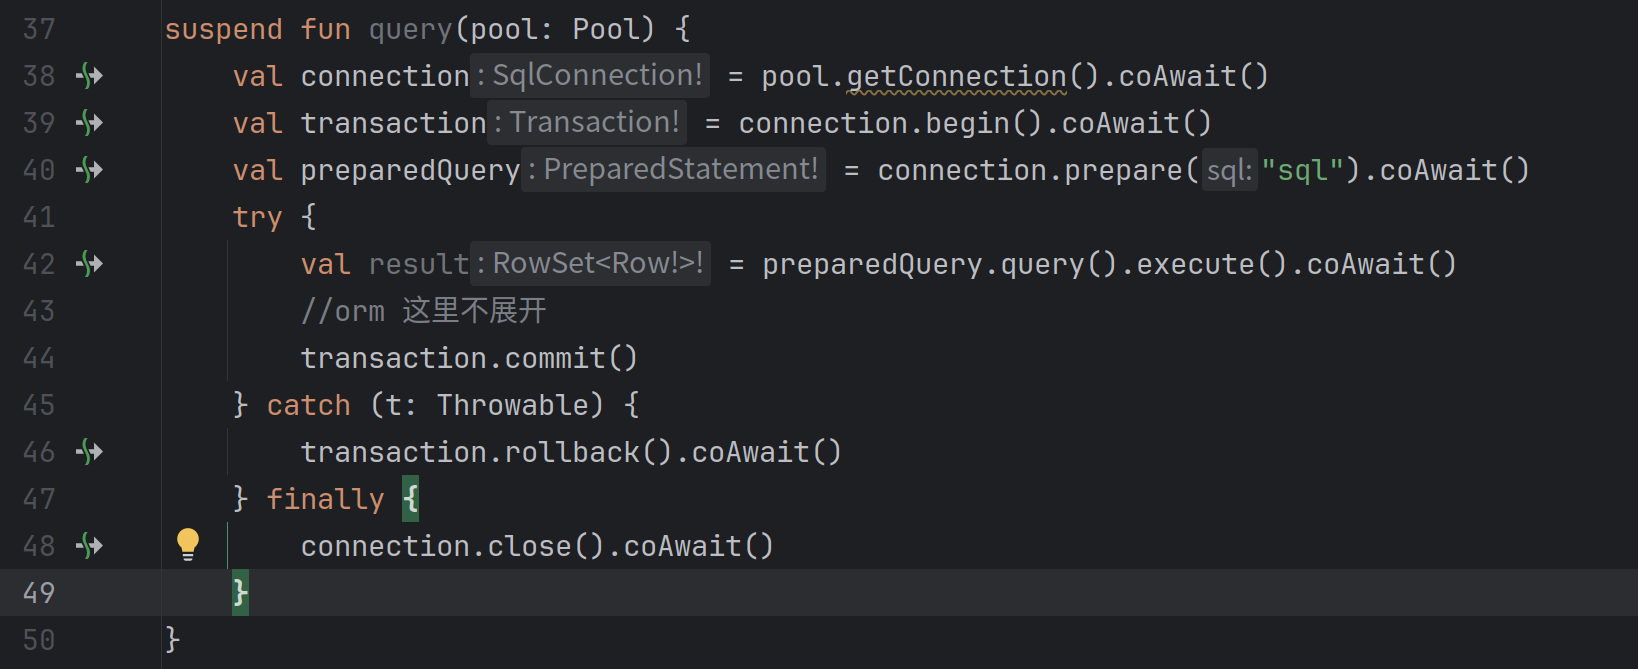 37 suspend fun query(pool: Pool) {
38 val connection : SqlConnection! = pool.getConnection().coAwait()
39 val transaction : Transaction! = connection.begin().coAwait()
40 val preparedQuery : PreparedStatement! = connection.prepare( sql: "sql").coAwait()
41 try {
42 val result : RowSet<Row!>! = preparedQuery.query().execute().coAwait()
43 //orm 这里不展开
44 transaction.commit()
45 } catch (t: Throwable) {
46 transaction.rollback().coAwait()
47 } finally {
48 connection.close().coAwait()
49 }
50 }